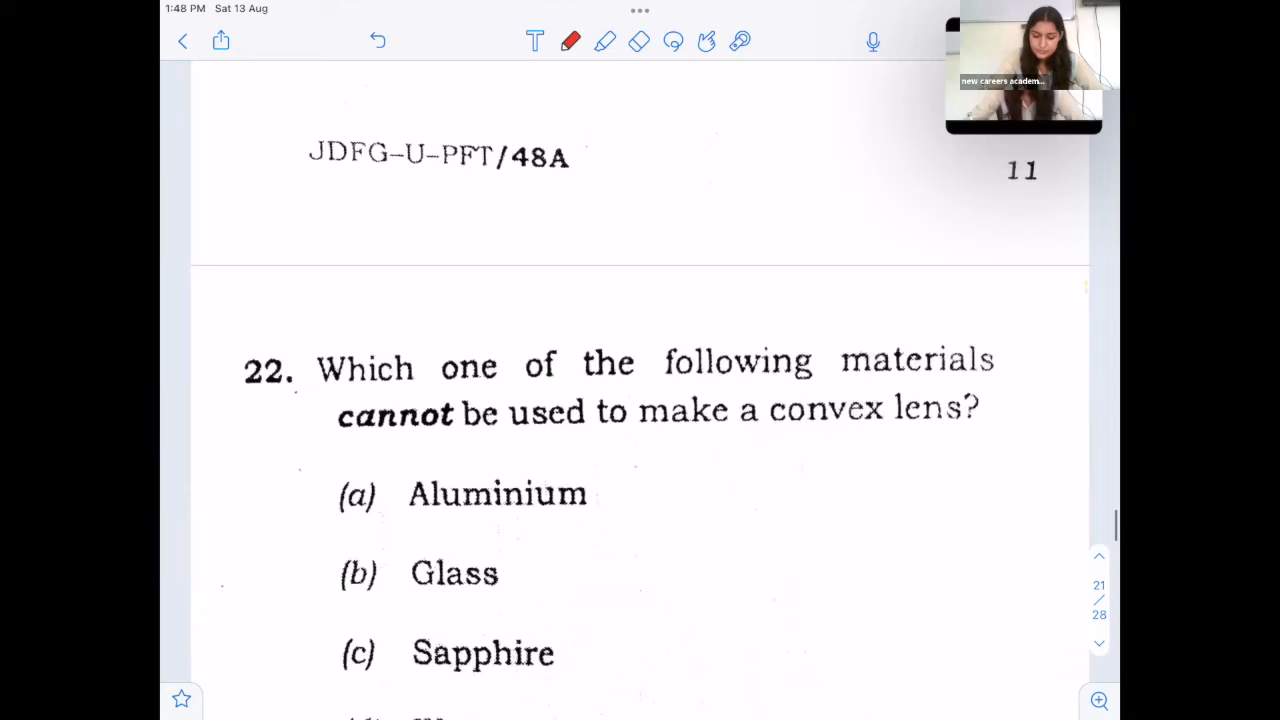 1:48 PM Sat 13 Aug
new careers academ...
JDFG-U-PFT/48A
11
22. Which one of the following materials
cannot be used to make a convex lens?
(a) Aluminium
(b) Glass
(c) Sapphire
21
/
28